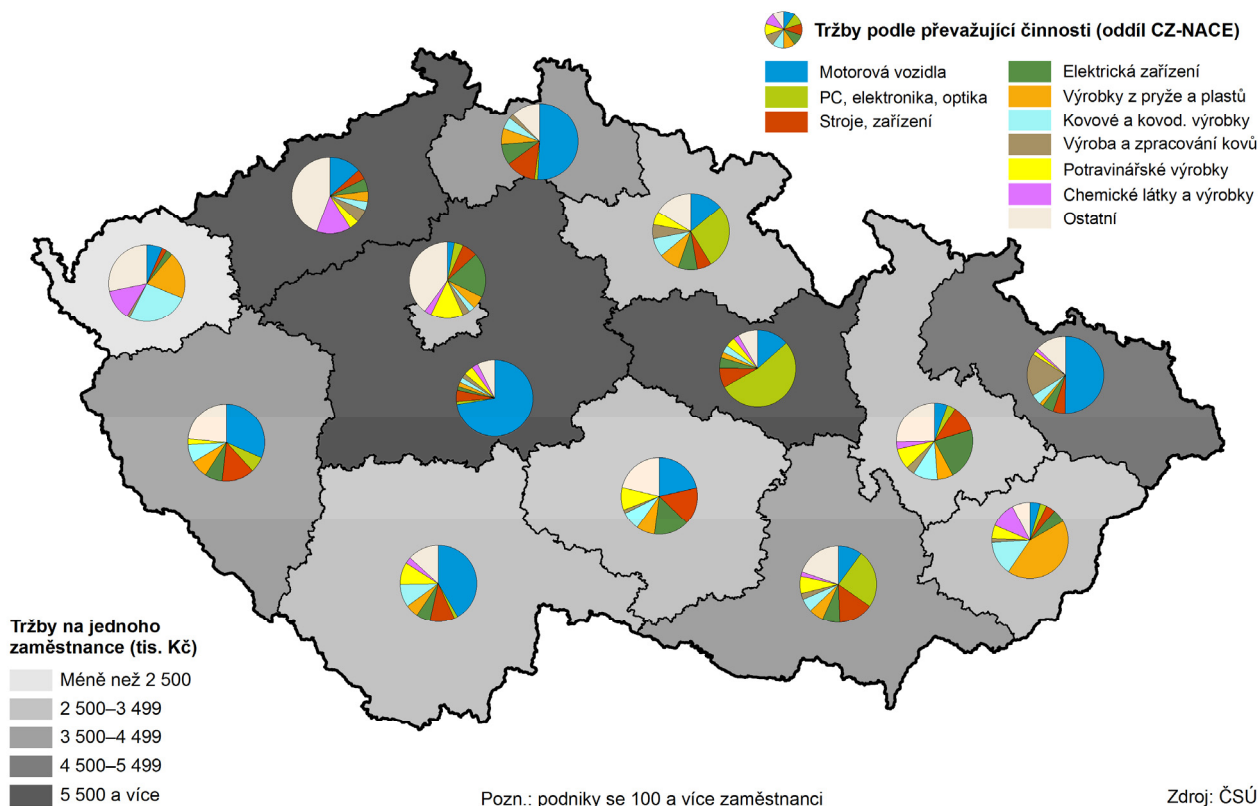 Tržby podle převažující činnosti (oddíl CZ-NACE)
Motorová vozidla
PC, elektronika, optika
Stroje, zařízení
Elektrická zařízení
Výrobky z pryže a plastů
Kovové a kovod. výrobky
Výroba a zpracování kovů
Potravinářské výrobky
Chemické látky a výrobky
Ostatní
Tržby na jednoho
zaměstnance (tis. Kč)
Méně než 2 500
2 500–3 499
3 500–4 499
4 500–5 499
5 500 a více
Pozn.: podniky se 100 a více zaměstnanci
Zdroj: ČSÚ